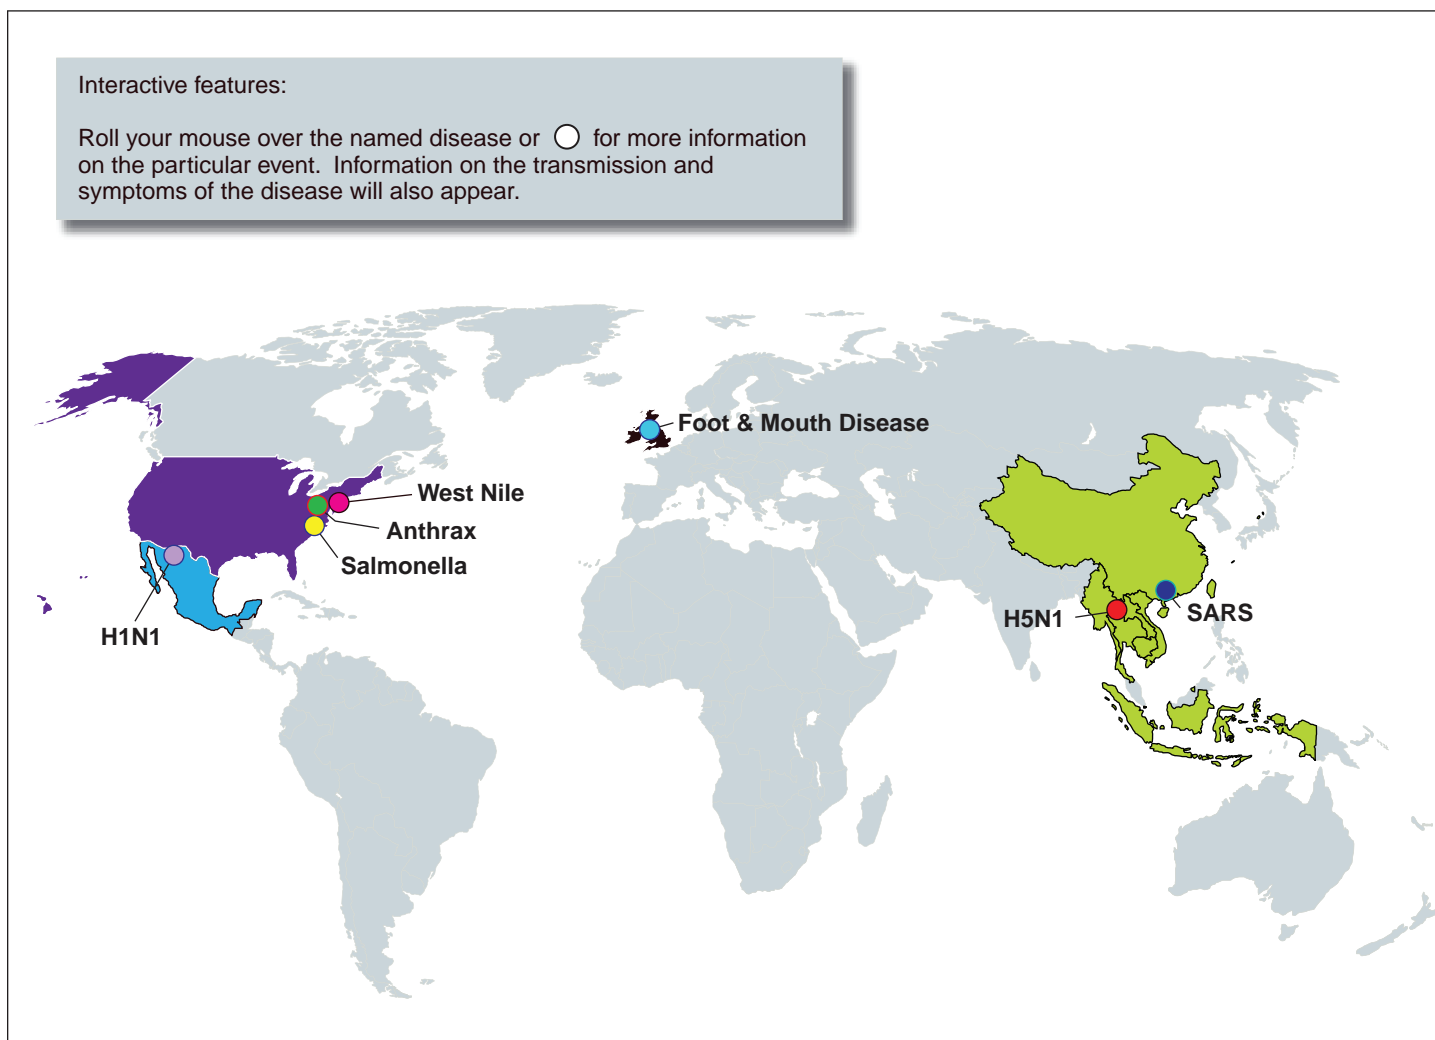 Interactive features:
Roll your mouse over the named disease or for more information
on the particular event.  Information on the transmission and
symptoms of the disease will also appear.
Foot & Mouth Disease
West Nile
Anthrax
Salmonella
H1N1
H5N1
SARS